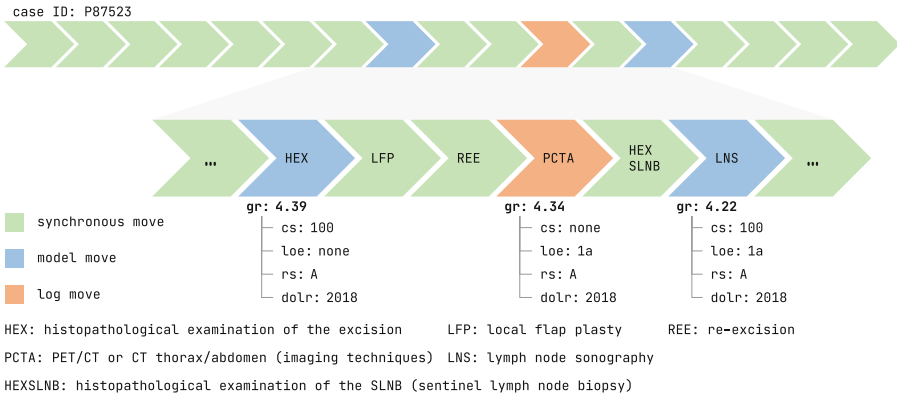 case ID: P87523
... HEX LFP REE PCTA HEX SLNB LNS ...
gr: 4.39 gr: 4.34 gr: 4.22
cs: 100 cs: none cs: 100
loe: none loe: 1a loe: 1a
rs: A rs: A rs: A
dolr: 2018 dolr: 2018 dolr: 2018
synchronous move
model move
log move
HEX: histopathological examination of the excision LFP: local flap plasty REE: re-excision
PCTA: PET/CT or CT thorax/abdomen (imaging techniques) LNS: lymph node sonography
HEXSLNB: histopathological examination of the SLNB (sentinel lymph node biopsy)